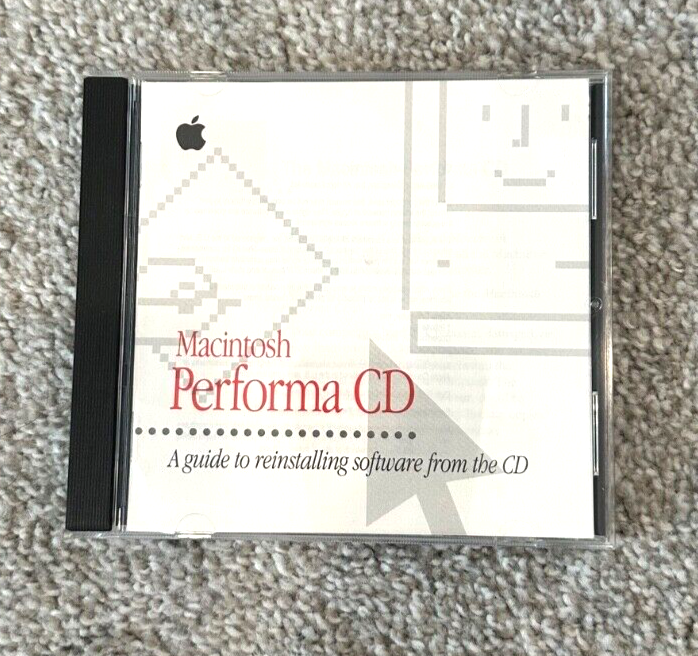 Macintosh
Performa CD
A guide to reinstalling software from the CD